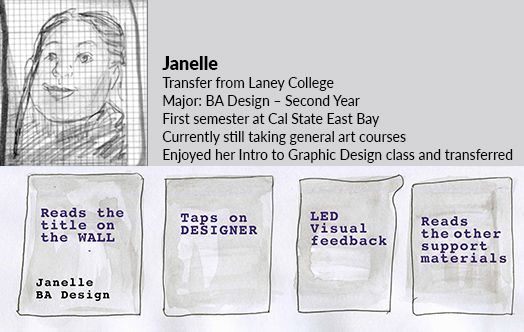 Janelle
Transfer from Laney College
Major: BA Design – Second Year
First semester at Cal State East Bay
Currently still taking general art courses
Enjoyed her Intro to Graphic Design class and transferred
Reads the
title on
the WALL
Janelle
BA Design
Taps on
DESIGNER
LED
Visual
feedback
Reads
the other
support
materials